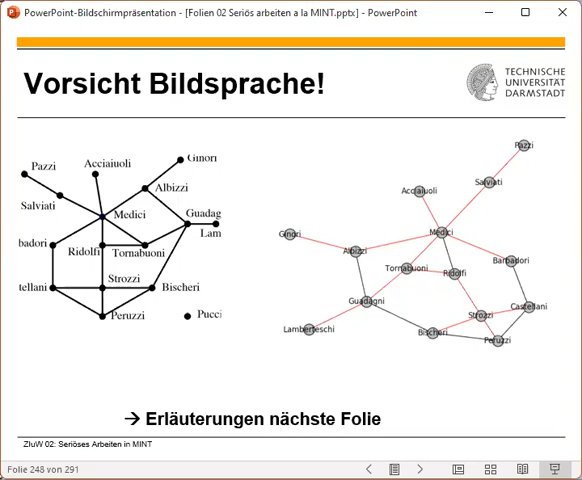 PowerPoint-Bildschirmpräsentation - [Folien 02 Seriös arbeiten a la MINT.pptx] - PowerPoint
Vorsicht Bildsprache!
TECHNISCHE
UNIVERSITÄT
DARMSTADT
Ginori
Pazzi
Acciaiuoli
Albizzi
Salviati
Medici
Guadag
Lam
badori
Ridolfi
Tornabuoni
Strozzi
tellani
Bischeri
Peruzzi
Pucci
Pazzi
Salviati
Acciaiuoli
Medici
Ginori
Albizzi
Barbadori
Tornabuoni
Ridolfi
Guadagni
Castellani
Strozzi
Lamberteschi
Bischeri
Peruzzi
→ Erläuterungen nächste Folie
ZIuW 02: Seriöses Arbeiten in MINT
Folie 248 von 291